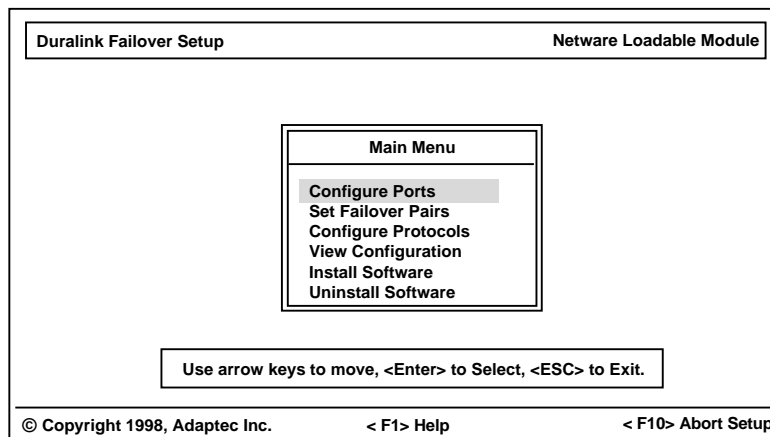 Duralink Failover Setup Netware Loadable Module
Main Menu
Configure Ports
Set Failover Pairs
Configure Protocols
View Configuration
Install Software
Uninstall Software
Use arrow keys to move, <Enter> to Select, <ESC> to Exit.
© Copyright 1998, Adaptec Inc. < F1> Help < F10> Abort Setup